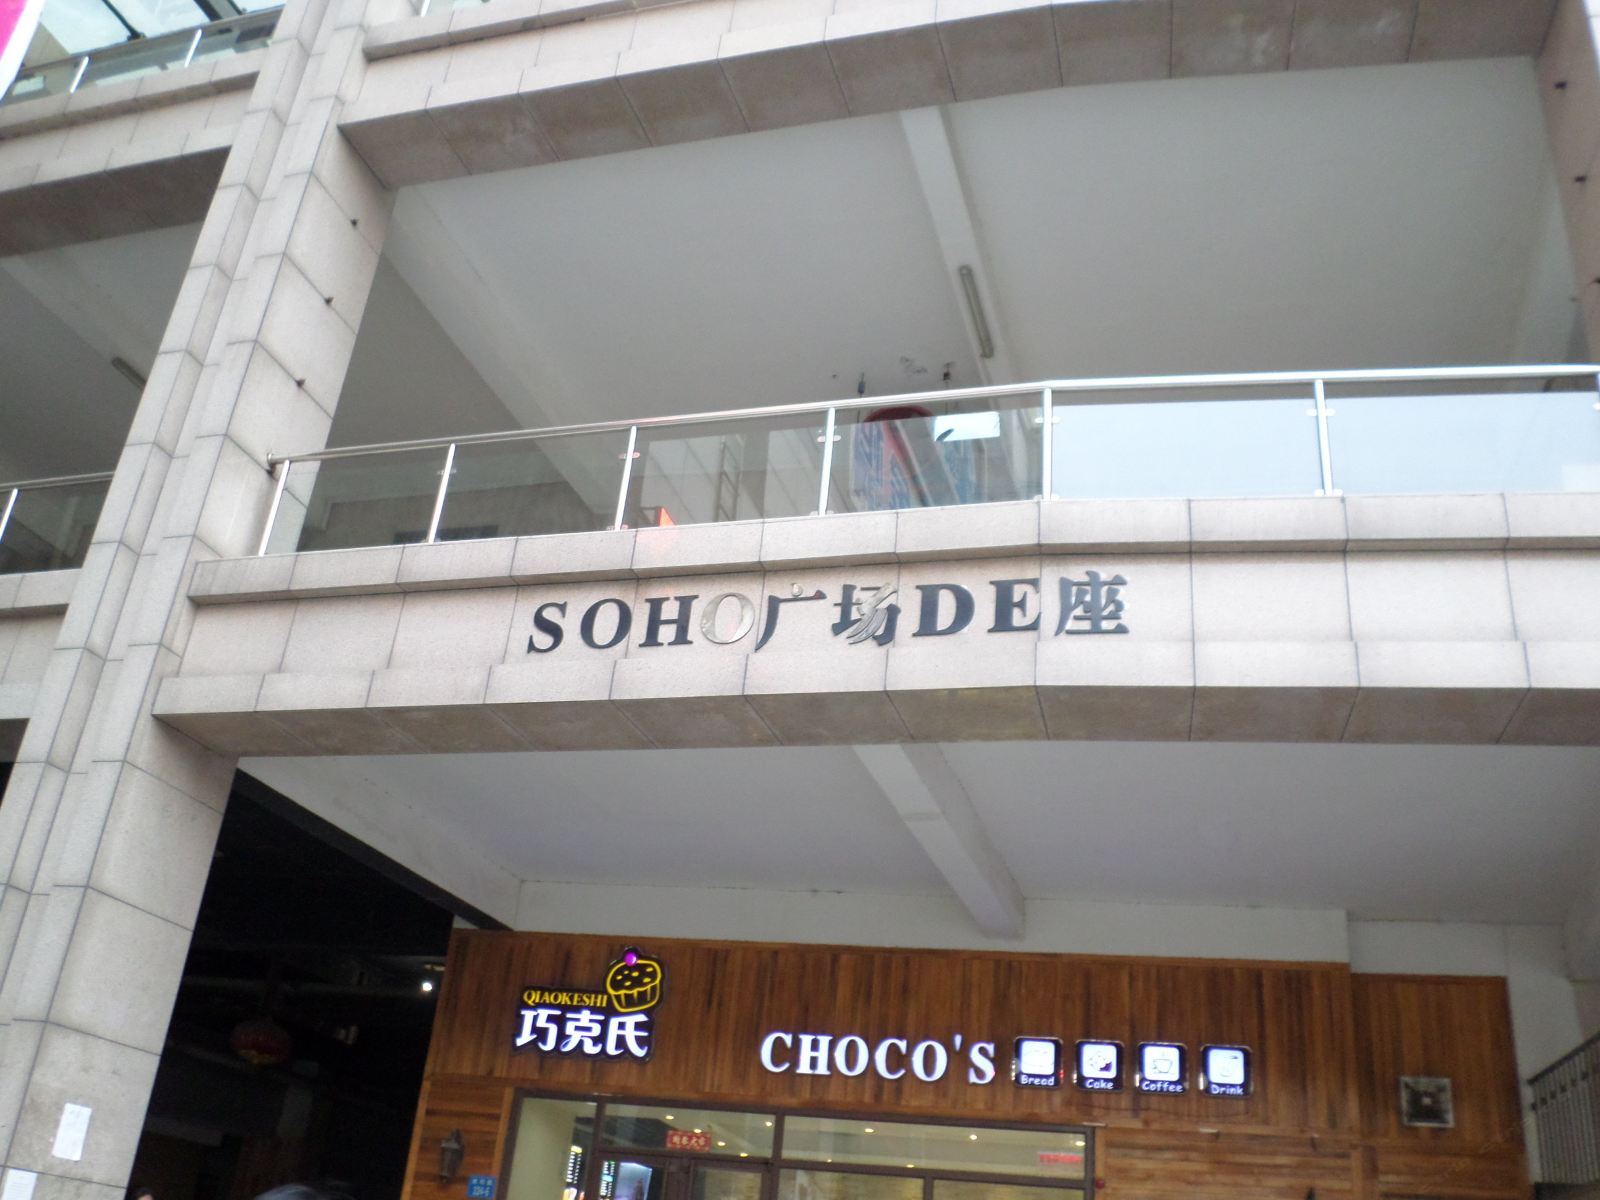 SOHO广场DE座
QIAOKESHI
巧克氏
CHOCO'S
Bread
Cake
Coffee
Drink